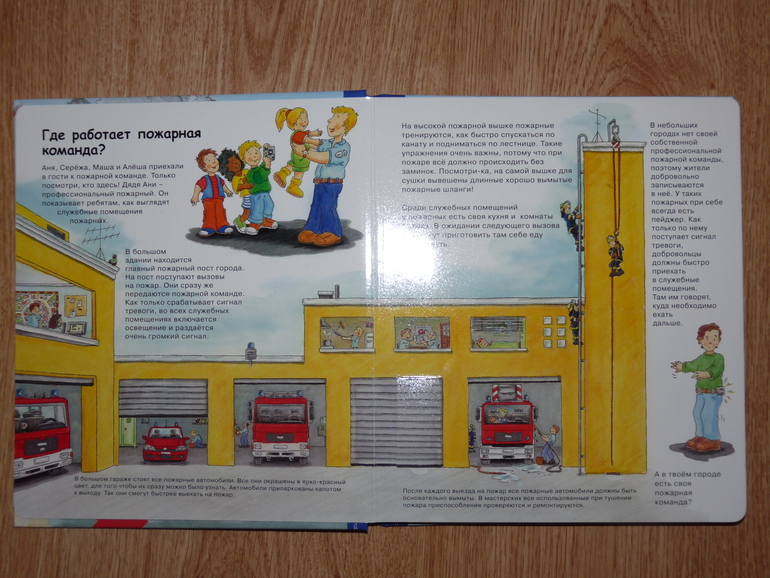 Где работает пожарная
команда?
Аня, Серёжа, Маша и Алёша приехали
в гости к пожарной команде. Только
посмотри, кто здесь! Дядя Ани –
профессиональный пожарный. Он
показывает ребятам, как выглядят
служебные помещения
пожарных.
В большом
здании находится
главный пожарный пост города.
На пост поступают вызовы
на пожар. Они сразу же
передаются пожарной команде.
Как только срабатывает сигнал
тревоги, во всех служебных
помещениях включается
освещение и раздаётся
очень громкий сигнал.
В большом гараже стоят все пожарные автомобили. Все они окрашены в ярко-красный
цвет, для того чтобы их сразу можно было узнать. Автомобили припаркованы капотом
к выходу. Так они смогут быстрее выехать на пожар.
На высокой пожарной вышке пожарные
тренируются, как быстро спускаться по
канату и подниматься по лестнице. Такие
упражнения очень важны, потому что при
пожаре всё должно происходить без
заминок. Посмотри-ка, на самой вышке для
сушки вывешены длинные хорошо вымытые
пожарные шланги!
Среди служебных помещений
у пожарных есть своя кухня и комнаты
В ожидании следующего вызова
приготовить там себе еду
После каждого выезда на пожар все пожарные автомобили должны быть
основательно вымыты. В мастерских все использованные при тушении
пожара приспособления проверяются и ремонтируются.
В небольших
городах нет своей
собственной
профессиональной
пожарной команды,
поэтому жители
добровольно
записываются
в неё. У таких
пожарных при себе
всегда есть
пейджер. Как
только по нему
поступает сигнал
тревоги,
добровольцы
должны быстро
приехать
в служебные
помещения.
Там им говорят,
куда необходимо
ехать
дальше.
А в твоём городе
есть своя
пожарная
команда?